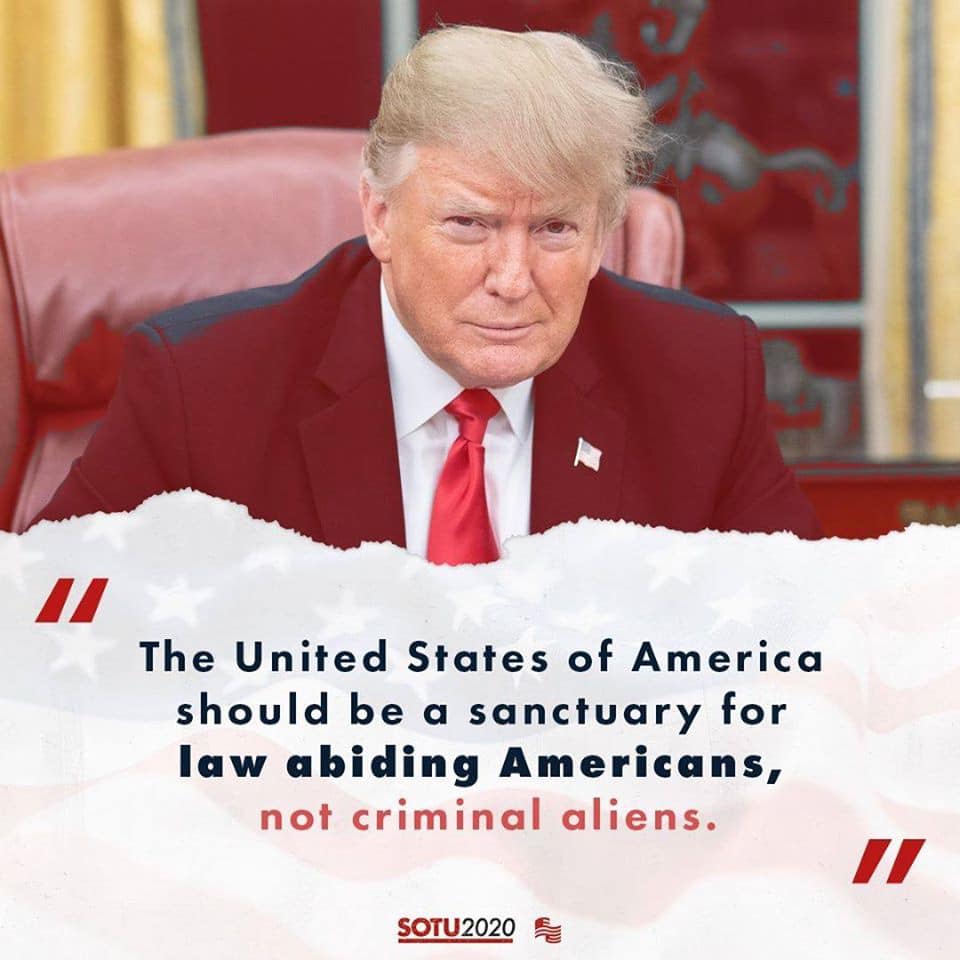 "
The United States of America
should be a sanctuary for
law abiding Americans,
not criminal aliens.
"
SOTU2020